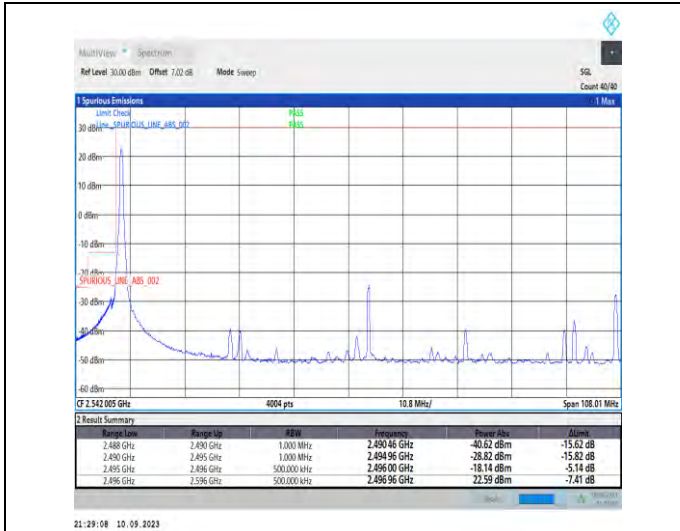 MultiView Spectrum
Ref Level 30.00 dBm Offset 7.02 dB Mode Sweep SGL
Count 40/40
1 Spurious Emissions 1 Max
Limit Check PASS
Line _SPURIOUS_LINE_ABS_002 PASS
30 dBm
20 dBm
10 dBm
0 dBm
-10 dBm
-20 dBm
_SPURIOUS_LINE_ABS_002
-30 dBm
-40 dBm
-50 dBm
-60 dBm
CF 2.542 005 GHz 4004 pts 10.8 MHz/ Span 108.01 MHz
2 Result Summary
Range Low Range Up RBW Frequency Power Abs ΔLimit
2.488 GHz 2.490 GHz 1.000 MHz 2.490 46 GHz -40.62 dBm -15.62 dB
2.490 GHz 2.495 GHz 1.000 MHz 2.494 96 GHz -28.82 dBm -15.82 dB
2.495 GHz 2.496 GHz 500.000 kHz 2.496 00 GHz -18.14 dBm -5.14 dB
2.496 GHz 2.596 GHz 500.000 kHz 2.496 96 GHz 22.59 dBm -7.41 dB
21:29:08 10.09.2023